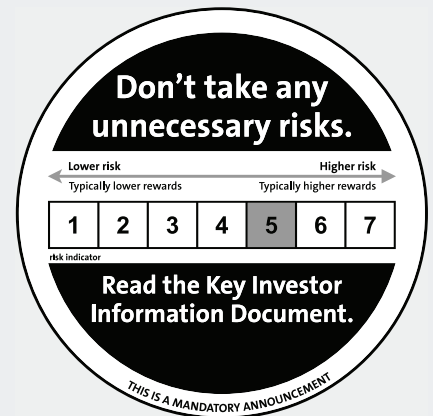 Don't take any
unnecessary risks.
Lower risk Higher risk
Typically lower rewards Typically higher rewards
1 2 3 4 5 6 7
risk indicator
Read the Key Investor
Information Document.
THIS IS A MANDATORY ANNOUNCEMENT